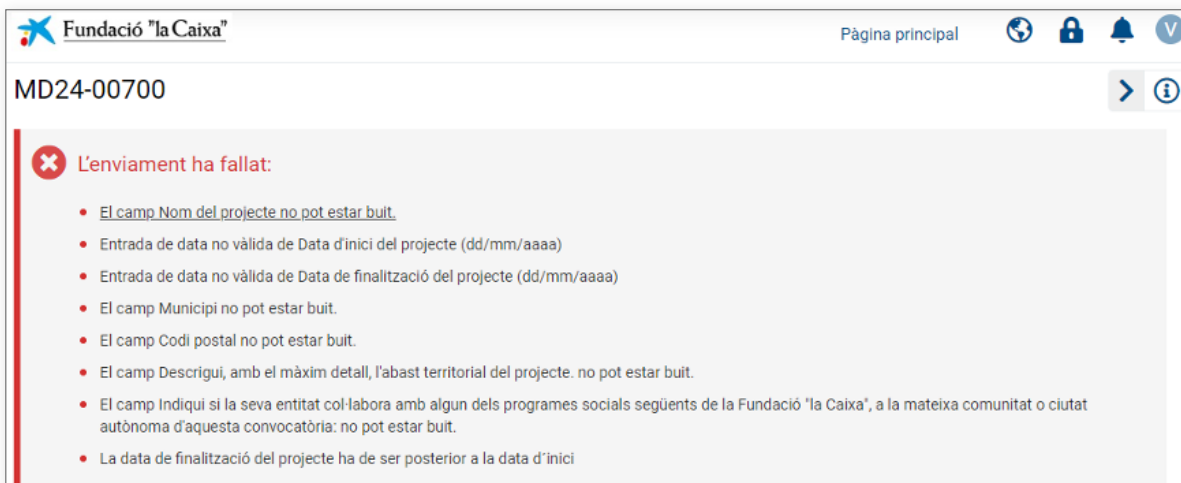 Fundació "la Caixa"
Pàgina principal
V
MD24-00700
L'enviament ha fallat:
El camp Nom del projecte no pot estar buit.
Entrada de data no vàlida de Data d'inici del projecte (dd/mm/aaaa)
Entrada de data no vàlida de Data de finalització del projecte (dd/mm/aaaa)
El camp Municipi no pot estar buit.
El camp Codi postal no pot estar buit.
El camp Descrigui, amb el màxim detall, l'abast territorial del projecte. no pot estar buit.
El camp Indiqui si la seva entitat col·labora amb algun dels programes socials següents de la Fundació "la Caixa", a la mateixa comunitat o ciutat
autònoma d'aquesta convocatòria: no pot estar buit.
La data de finalització del projecte ha de ser posterior a la data d´inici